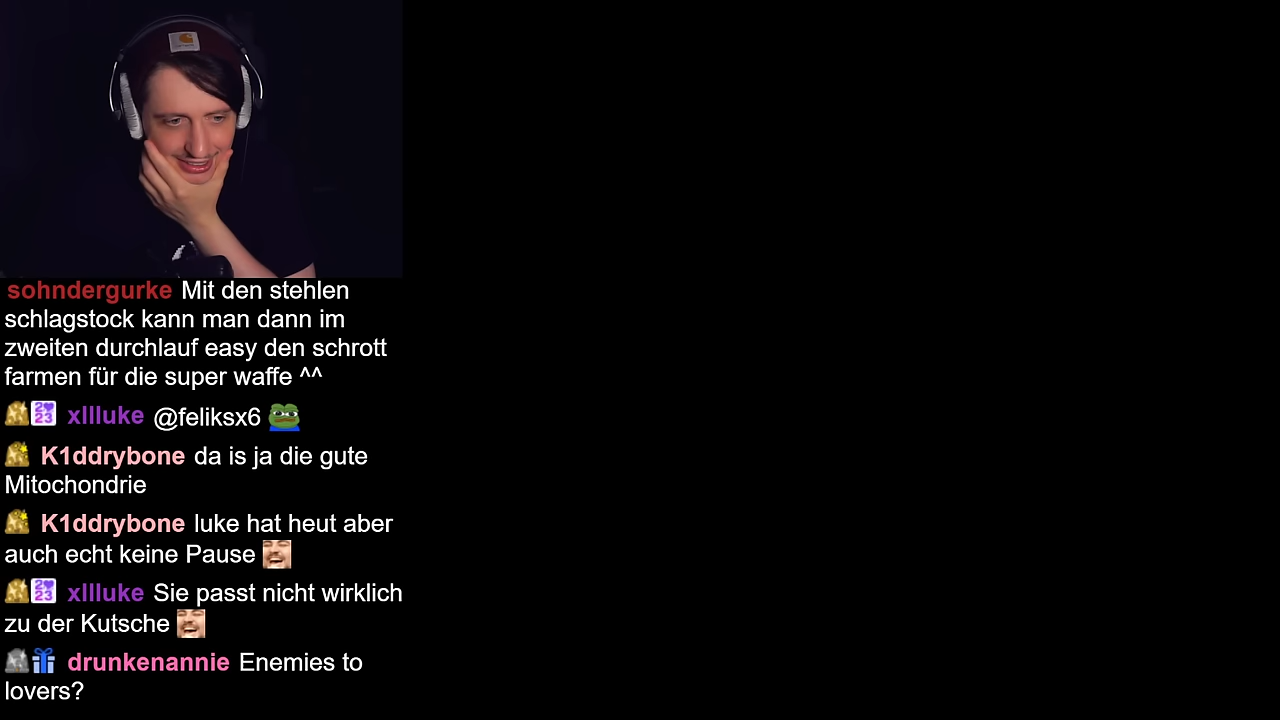 sohndergurke Mit den stehlen
schlagstock kann man dann im
zweiten durchlauf easy den schrott
farmen für die super waffe ^^
xllluke @feliksx6
K1ddrybone da is ja die gute
Mitochondrie
K1ddrybone luke hat heut aber
auch echt keine Pause
xllluke Sie passt nicht wirklich
zu der Kutsche
drunkenannie Enemies to
lovers?